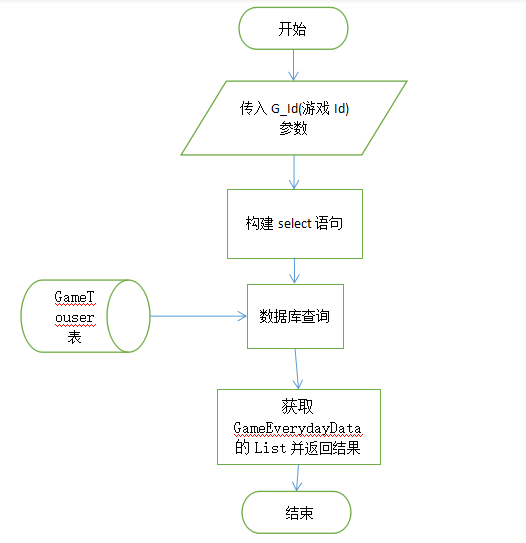 开始
传入 G_Id(游戏 Id)
参数
构建 select 语句
GameT
ouser
表
数据库查询
获取
GameEverydayData
的 List 并返回结果
结束